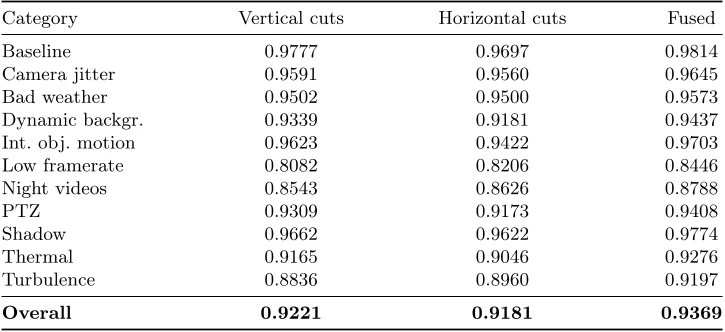 Category Vertical cuts Horizontal cuts Fused
Baseline 0.9777 0.9697 0.9814
Camera jitter 0.9591 0.9560 0.9645
Bad weather 0.9502 0.9500 0.9573
Dynamic backgr. 0.9339 0.9181 0.9437
Int. obj. motion 0.9623 0.9422 0.9703
Low framerate 0.8082 0.8206 0.8446
Night videos 0.8543 0.8626 0.8788
PTZ 0.9309 0.9173 0.9408
Shadow 0.9662 0.9622 0.9774
Thermal 0.9165 0.9046 0.9276
Turbulence 0.8836 0.8960 0.9197
Overall 0.9221 0.9181 0.9369